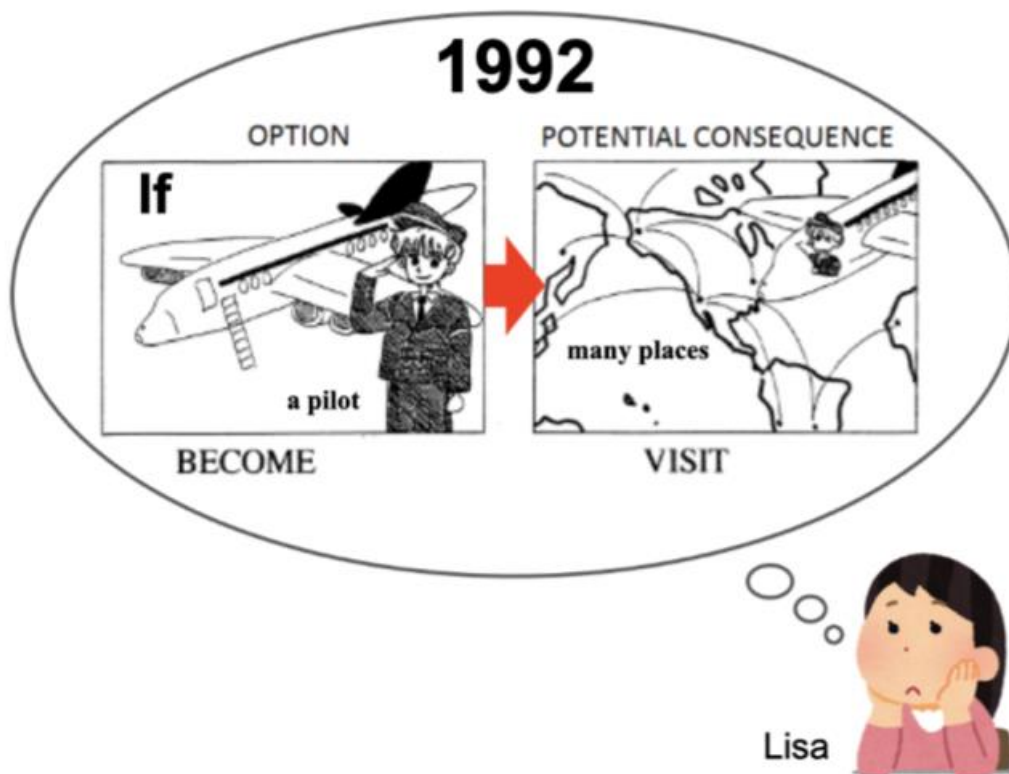 1992
OPTION
POTENTIAL CONSEQUENCE
If
a pilot
many places
BECOME
VISIT
Lisa